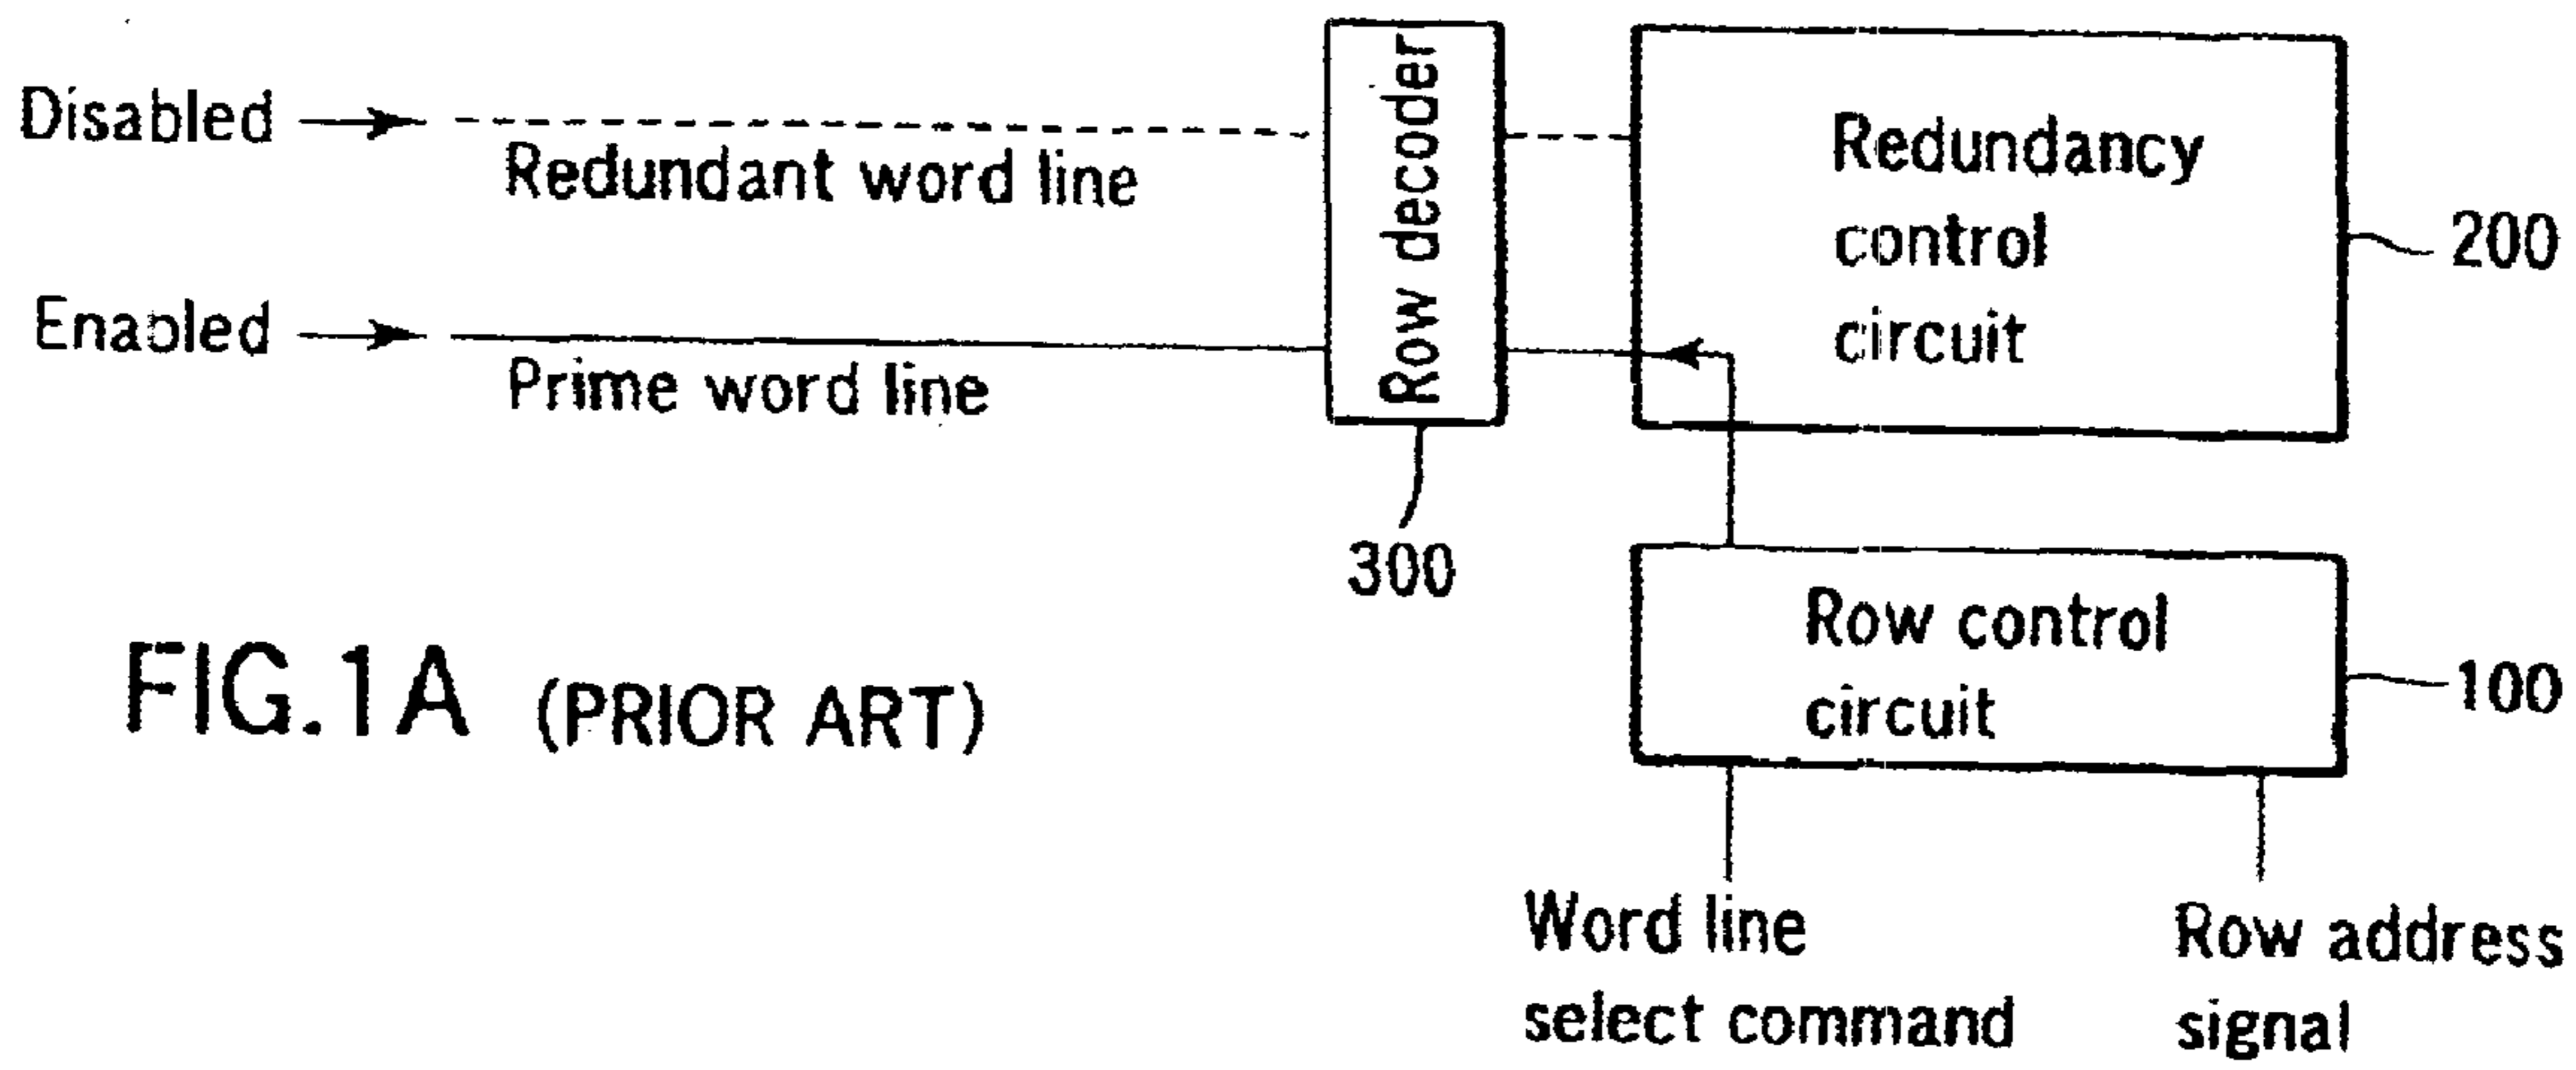 Disabled
Redundant word line
Enabled
Prime word line
Row decoder
300
Redundancy
control
circuit
200
Row control
circuit
100
Word line
select command
Row address
signal
FIG.1A (PRIOR ART)